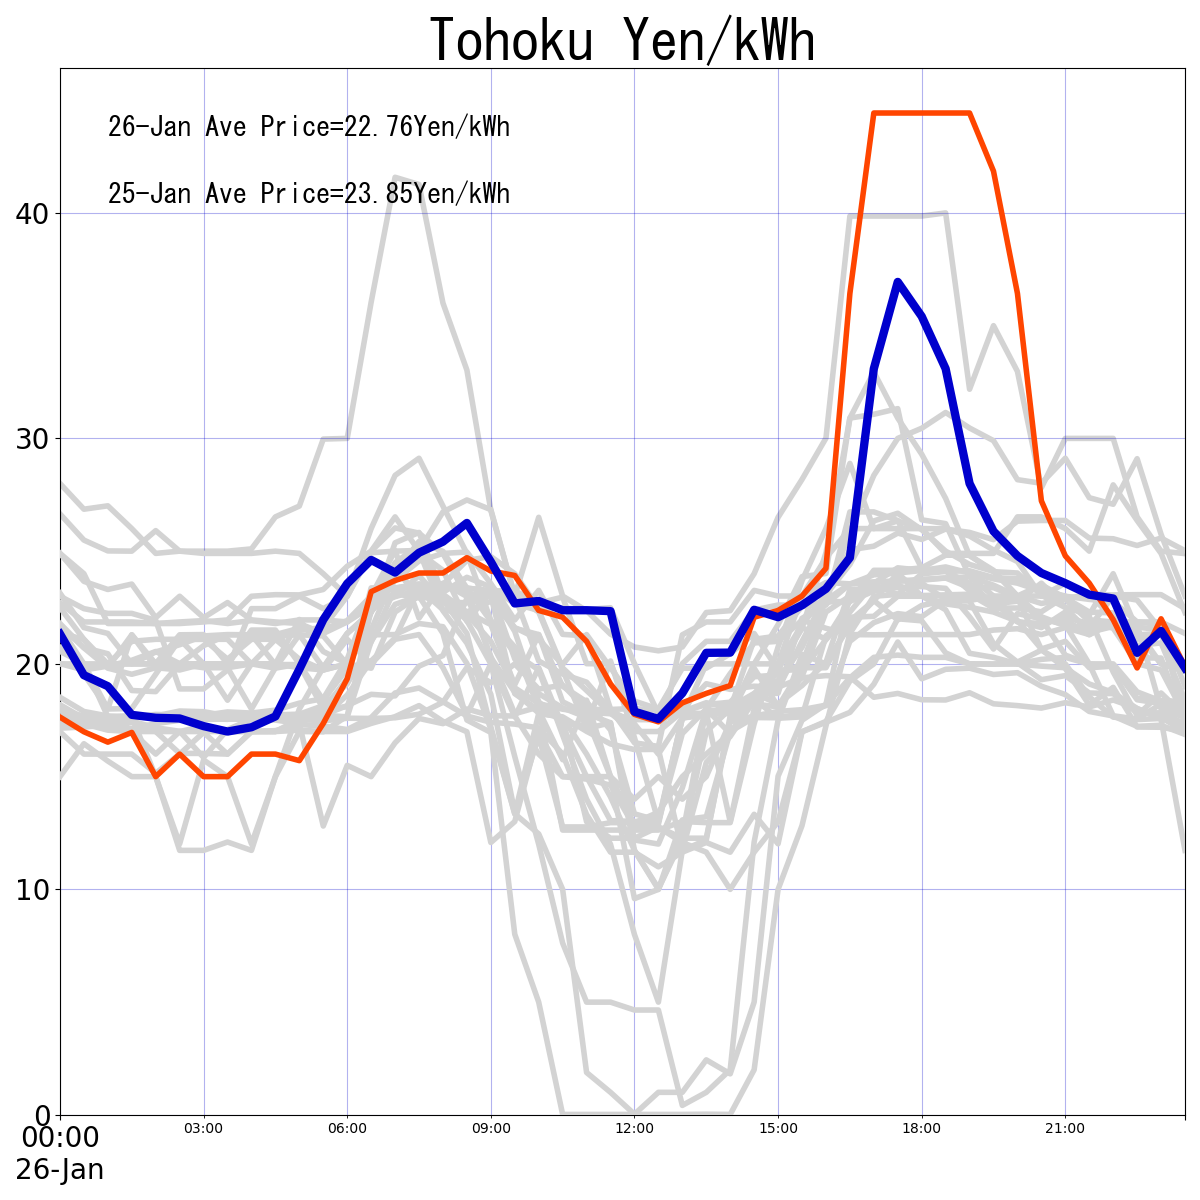 Tohoku Yen/kWh
26-Jan Ave Price=22.76Yen/kWh
25-Jan Ave Price=23.85Yen/kWh
40
30
20
10
0
00:00 03:00 06:00 09:00 12:00 15:00 18:00 21:00
26-Jan